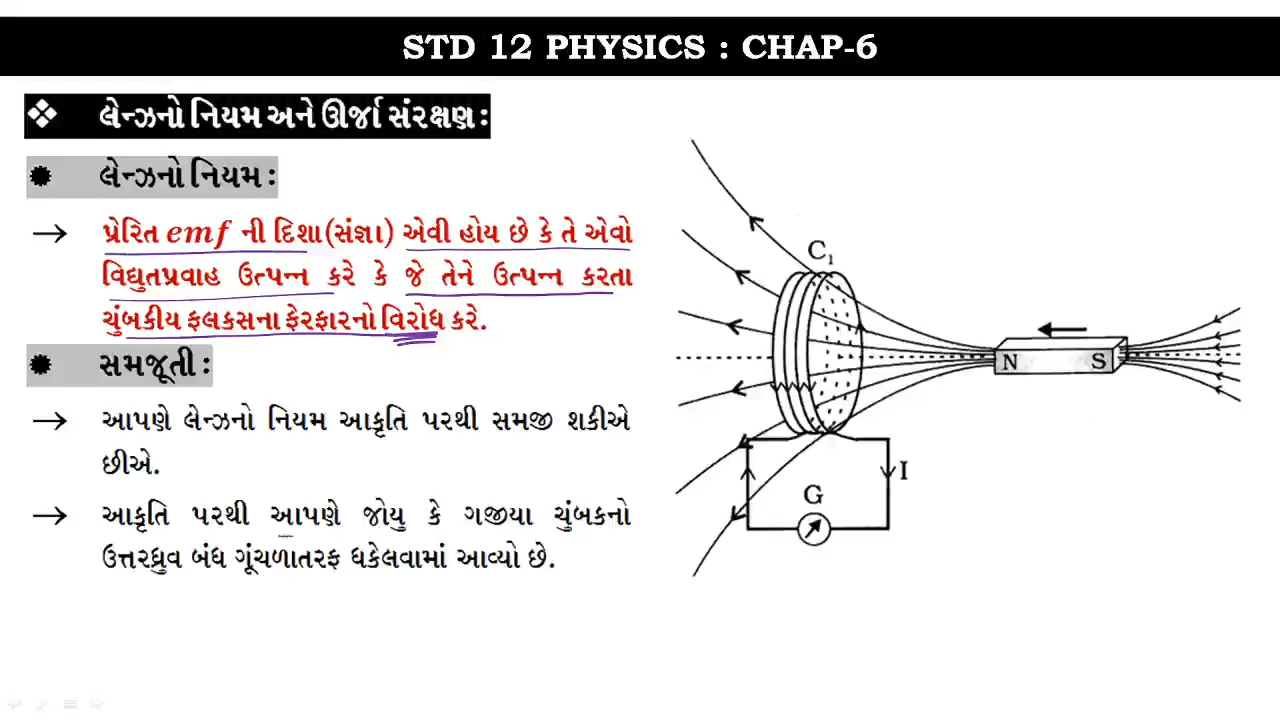 STD 12 PHYSICS : CHAP-6
❖ લેન્ઝનો નિયમ અને ઊર્જા સંરક્ષણ :
લેન્ઝનો નિયમ :
→ પ્રેરિત emf ની દિશા(સંજ્ઞા) એવી હોય છે કે તે એવો
વિદ્યુતપ્રવાહ ઉત્પન્ન કરે કે જે તેને ઉત્પન્ન કરતા
ચુંબકીય ફલકસના ફેરફારનો વિરોધ કરે.
સમજૂતી :
→ આપણે લેન્ઝનો નિયમ આકૃતિ પરથી સમજી શકીએ
છીએ.
→ આકૃતિ પરથી આપણે જોયુ કે ગજીયા ચુંબકનો
ઉત્તરધ્રુવ બંધ ગૂંચળાતરફ ધકેલવામાં આવ્યો છે.
C₁
N S
I
G